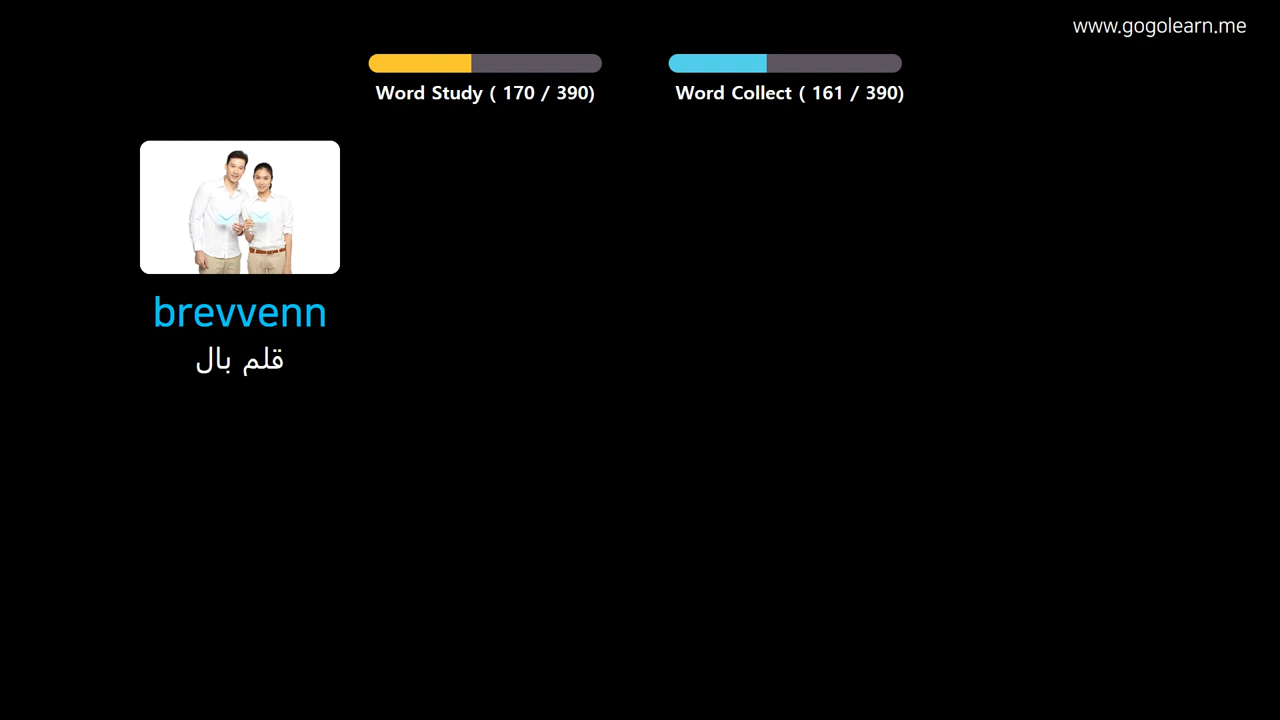 www.gogolearn.me
Word Study ( 170 / 390)
Word Collect ( 161 / 390)
brevvenn
قلم بال